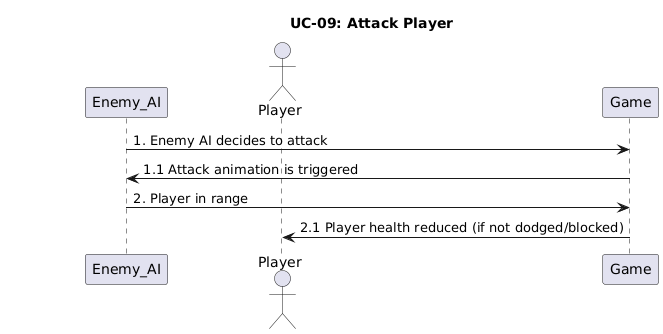 UC-09: Attack Player
Enemy_AI
Player
Game
1. Enemy AI decides to attack
1.1 Attack animation is triggered
2. Player in range
2.1 Player health reduced (if not dodged/blocked)
Enemy_AI
Player
Game